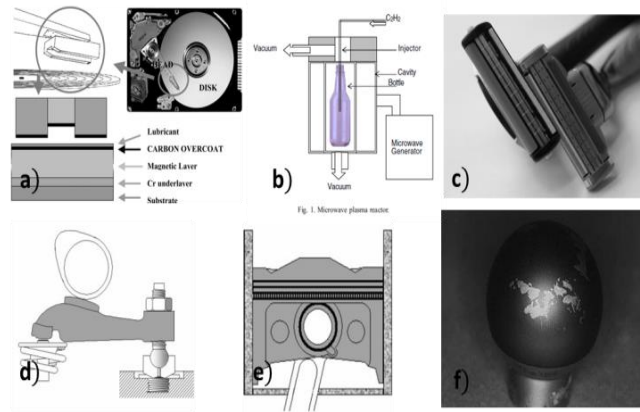 HEAD
DISK
Lubricant
CARBON OVERCOAT
Magnetic Layer
Cr underlayer
Substrate
a)
C₂H₂
Vacuum
Injector
Cavity
Bottle
Microwave
Generator
Vacuum
b)
Fig. 1. Microwave plasma reactor.
c)
d)
e)
f)